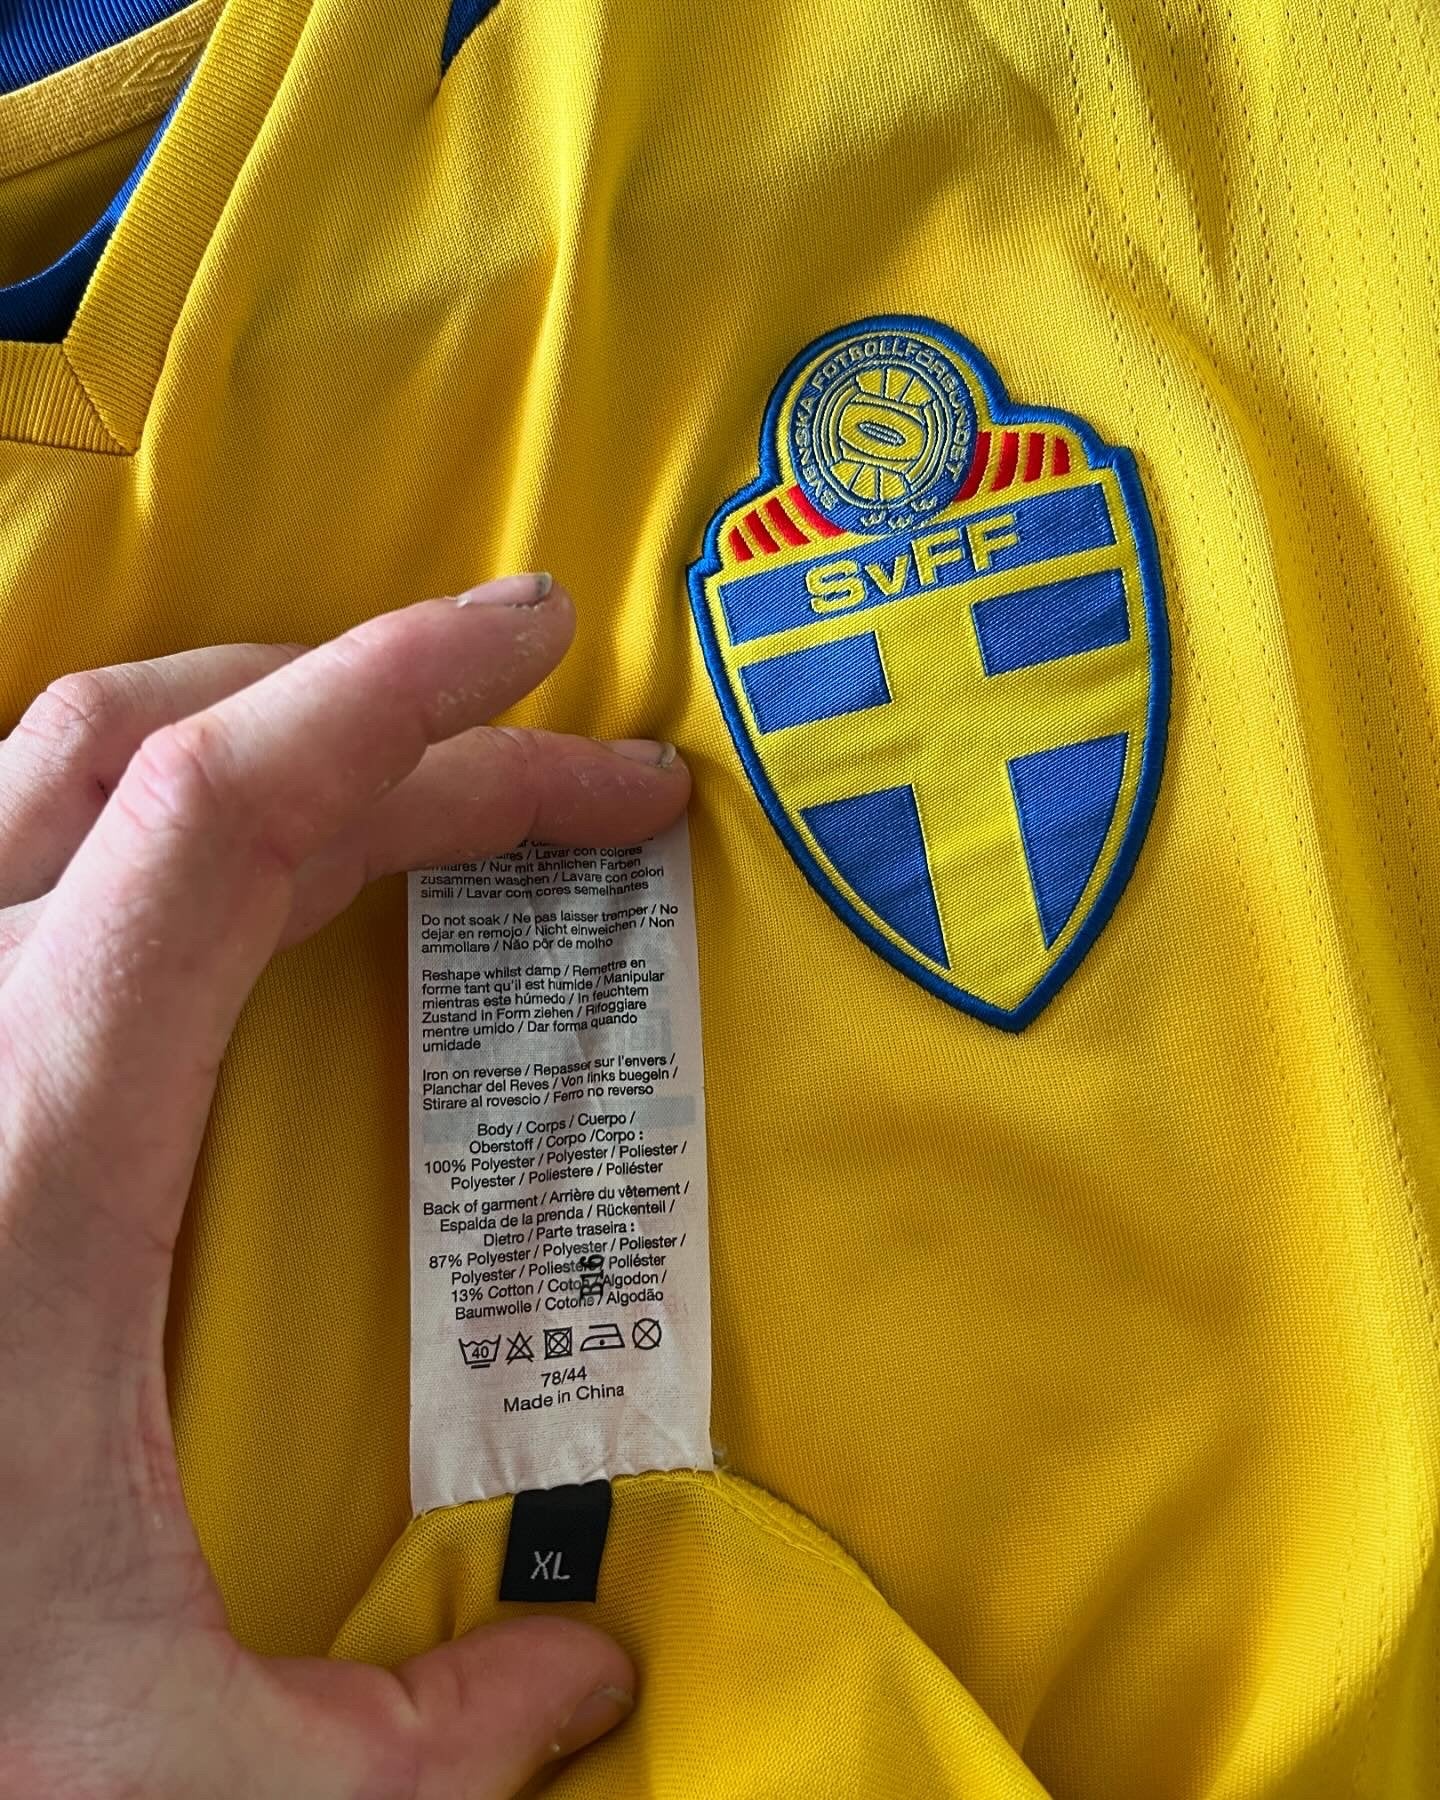 SVENSKA FOTBOLLFÖRBUNDET
SvFF
/ Lavar con colores
/ Nur mit ähnlichen Farben
zusammen waschen / Lavare con colori
simili / Lavar com cores semelhantes
Do not soak / Ne pas laisser tremper / No
dejar en remojo / Nicht einweichen / Non
ammollare / Não pôr de molho
Reshape whilst damp / Remettre en
forme tant qu'il est humide / Manipular
mientras este húmedo / In feuchtem
Zustand in Form ziehen / Rifoggiare
mentre umido / Dar forma quando
umidade
Iron on reverse / Repasser sur l'envers /
Planchar del Reves / Von links buegeln /
Stirare al rovescio / Ferro no reverso
Body / Corps / Cuerpo /
Oberstoff / Corpo /Corpo :
100% Polyester / Polyester / Poliester /
Polyester / Poliestere / Poliéster
Back of garment / Arrière du vêtement /
Espalda de la prenda / Rückenteil /
Dietro / Parte traseira :
87% Polyester / Polyester / Poliester /
Polyester / Poliestere / Poliéster
13% Cotton / Coton / Algodon /
Baumwolle / Cotone / Algodão
B16
40
78/44
Made in China
XL